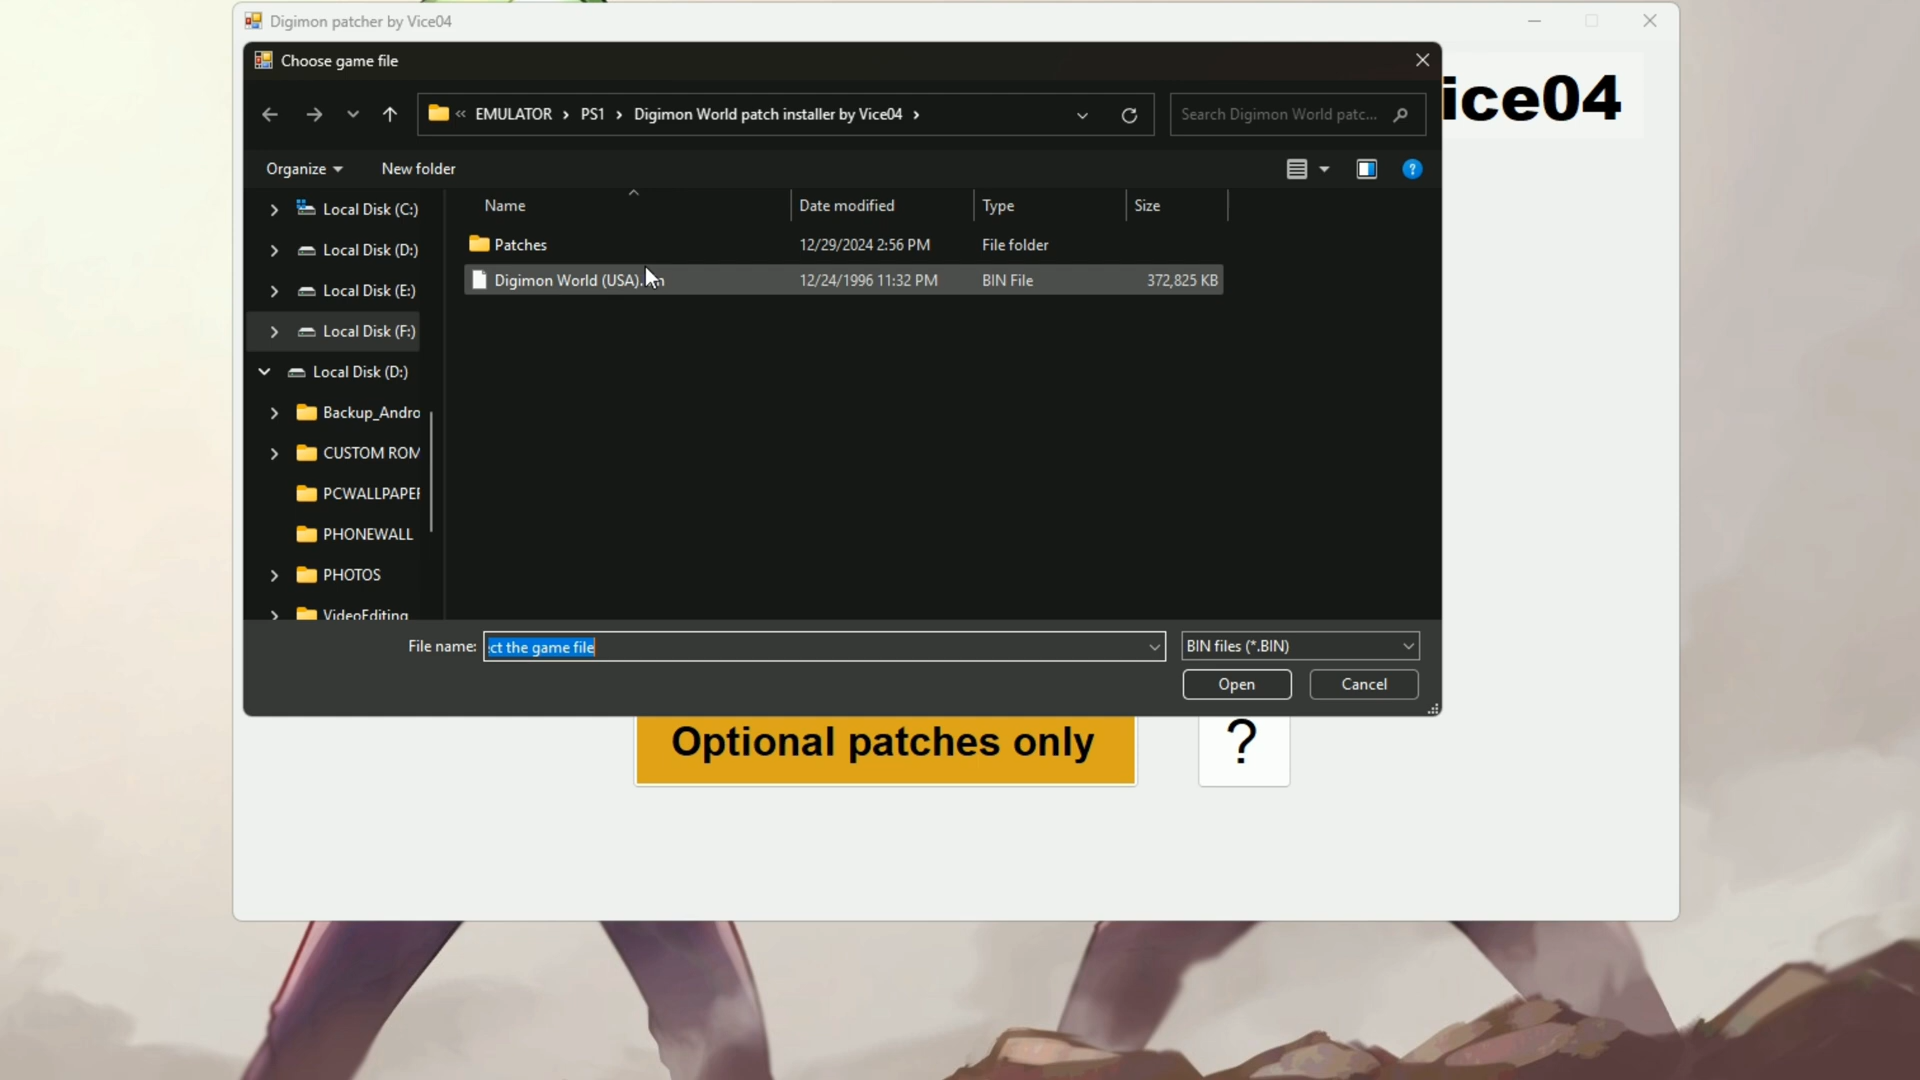 Digimon patcher by Vice04
Choose game file
ice04
« EMULATOR > PS1 > Digimon World patch installer by Vice04 >
Search Digimon World patc...
Organize
New folder
?
Name
Date modified
Type
Size
Local Disk (C:)
Local Disk (D:)
Local Disk (E:)
Local Disk (F:)
Local Disk (D:)
Backup_Andro
CUSTOM ROM
PCWALLPAPE
PHONEWALL
PHOTOS
VideoEditing
Patches
12/29/2024 2:56 PM
File folder
Digimon World (USA).
12/24/1996 11:32 PM
BIN File
372,825 KB
File name:
ct the game file
BIN files (*.BIN)
Open
Cancel
Optional patches only
?